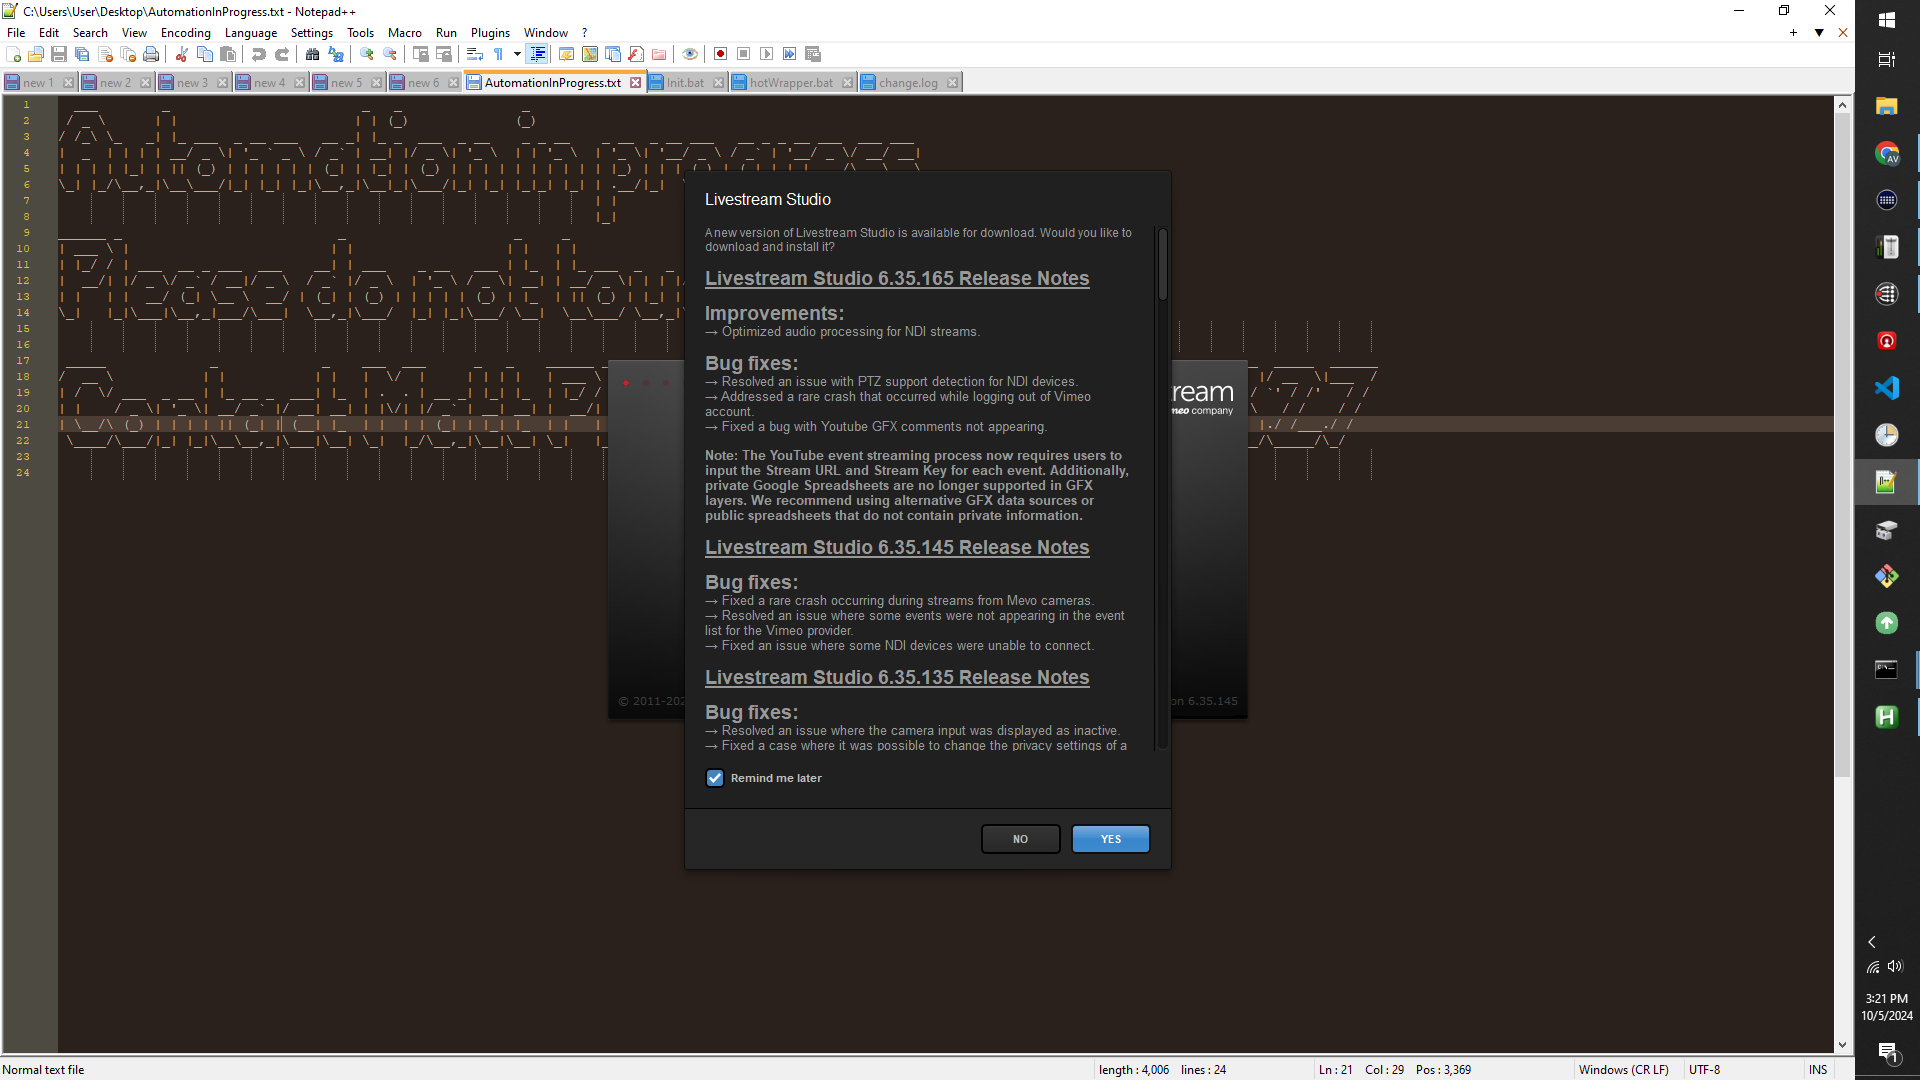 C:\Users\User\Desktop\AutomationInProgress.txt - Notepad++
File Edit Search View Encoding Language Settings Tools Macro Run Plugins Window ?
new 1 new 2 new 3 new 4 new 5 new 6 AutomationInProgress.txt Init.bat hotWrapper.bat change.log
1
2
3
4
5
6
7
8
9
10
11
12
13
14
15
16
17
18
19
20
21
22
23
24
Automation in progress
Please do not
Contact Matt
Livestream Studio
A new version of Livestream Studio is available for download. Would you like to
download and install it?
Livestream Studio 6.35.165 Release Notes
Improvements:
→ Optimized audio processing for NDI streams.
Bug fixes:
→ Resolved an issue with PTZ support detection for NDI devices.
→ Addressed a rare crash that occurred while logging out of Vimeo
account.
→ Fixed a bug with Youtube GFX comments not appearing.
Note: The YouTube event streaming process now requires users to
input the Stream URL and Stream Key for each event. Additionally,
private Google Spreadsheets are no longer supported in GFX
layers. We recommend using alternative GFX data sources or
public spreadsheets that do not contain private information.
Livestream Studio 6.35.145 Release Notes
Bug fixes:
→ Fixed a rare crash occurring during streams from Mevo cameras.
→ Resolved an issue where some events were not appearing in the event
list for the Vimeo provider.
→ Fixed an issue where some NDI devices were unable to connect.
Livestream Studio 6.35.135 Release Notes
Bug fixes:
→ Resolved an issue where the camera input was displayed as inactive.
→ Fixed a case where it was possible to change the privacy settings of a
Remind me later
NO YES
ream
meo company
© 2011-202
on 6.35.145
AV
3:21 PM
10/5/2024
1
Normal text file length : 4,006 lines : 24 Ln : 21 Col : 29 Pos : 3,369 Windows (CR LF) UTF-8 INS